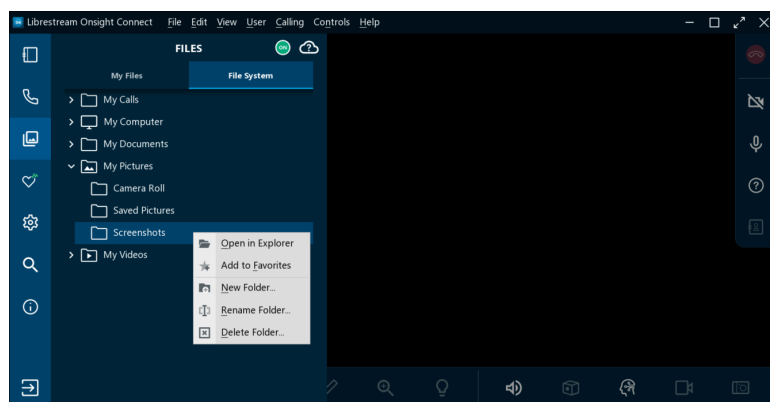 Librestream Onsight Connect File Edit View User Calling Controls Help
FILES ON
My Files File System
My Calls
My Computer
My Documents
My Pictures
Camera Roll
Saved Pictures
Screenshots
Open in Explorer
My Videos
Add to Favorites
New Folder...
Rename Folder...
Delete Folder...